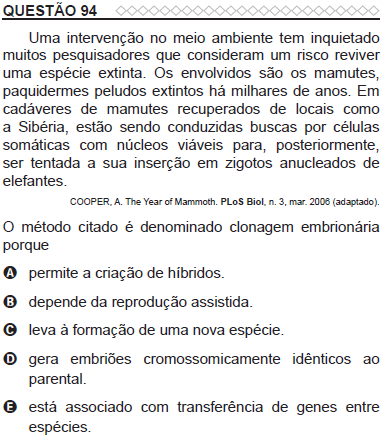 QUESTÃO 94
Uma intervenção no meio ambiente tem inquietado
muitos pesquisadores que consideram um risco reviver
uma espécie extinta. Os envolvidos são os mamutes,
paquidermes peludos extintos há milhares de anos. Em
cadáveres de mamutes recuperados de locais como
a Sibéria, estão sendo conduzidas buscas por células
somáticas com núcleos viáveis para, posteriormente,
ser tentada a sua inserção em zigotos anucleados de
elefantes.
COOPER, A. The Year of Mammoth. PLoS Biol, n. 3, mar. 2006 (adaptado).
O método citado é denominado clonagem embrionária
porque
A permite a criação de híbridos.
B depende da reprodução assistida.
C leva à formação de uma nova espécie.
D gera embriões cromossomicamente idênticos ao
parental.
E está associado com transferência de genes entre
espécies.